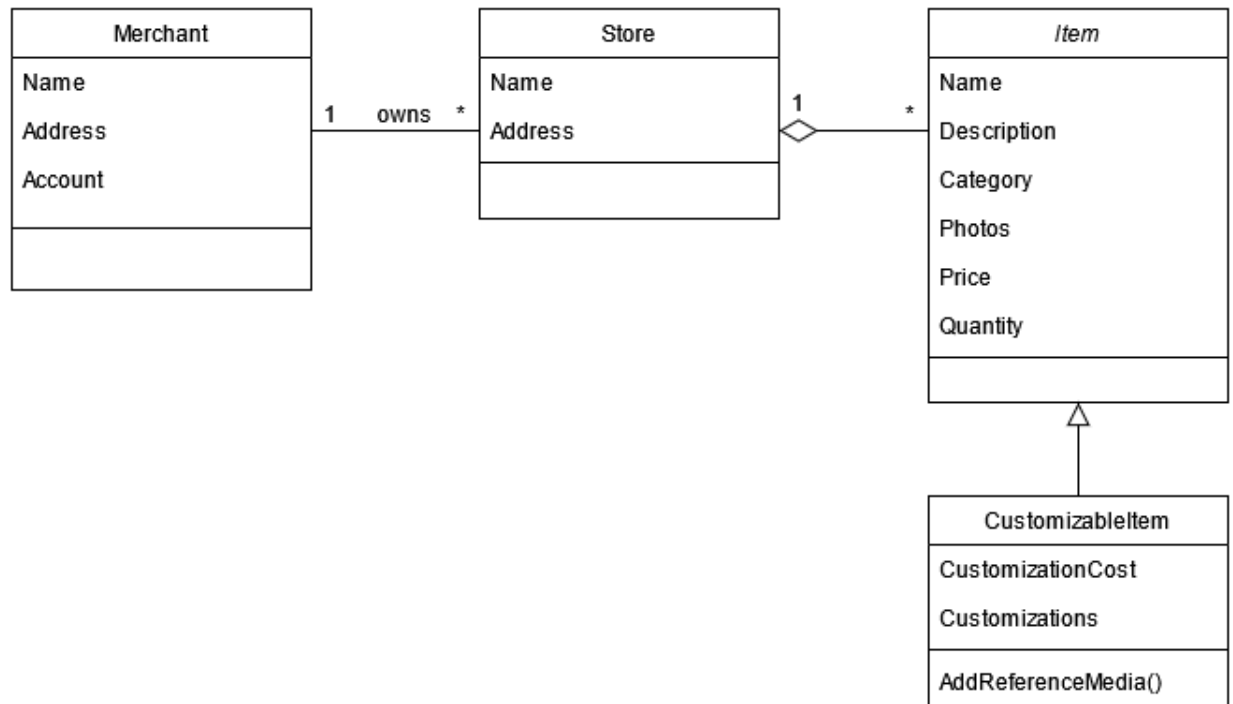 Merchant
Name
Address
Account
1 owns *
Store
Name
Address
1 *
Item
Name
Description
Category
Photos
Price
Quantity
CustomizableItem
CustomizationCost
Customizations
AddReferenceMedia()